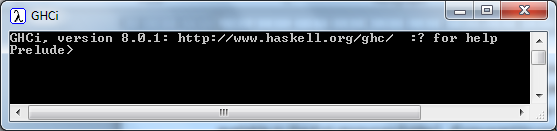 GHCi
GHCi, version 8.0.1: http://www.haskell.org/ghc/  :? for help
Prelude>